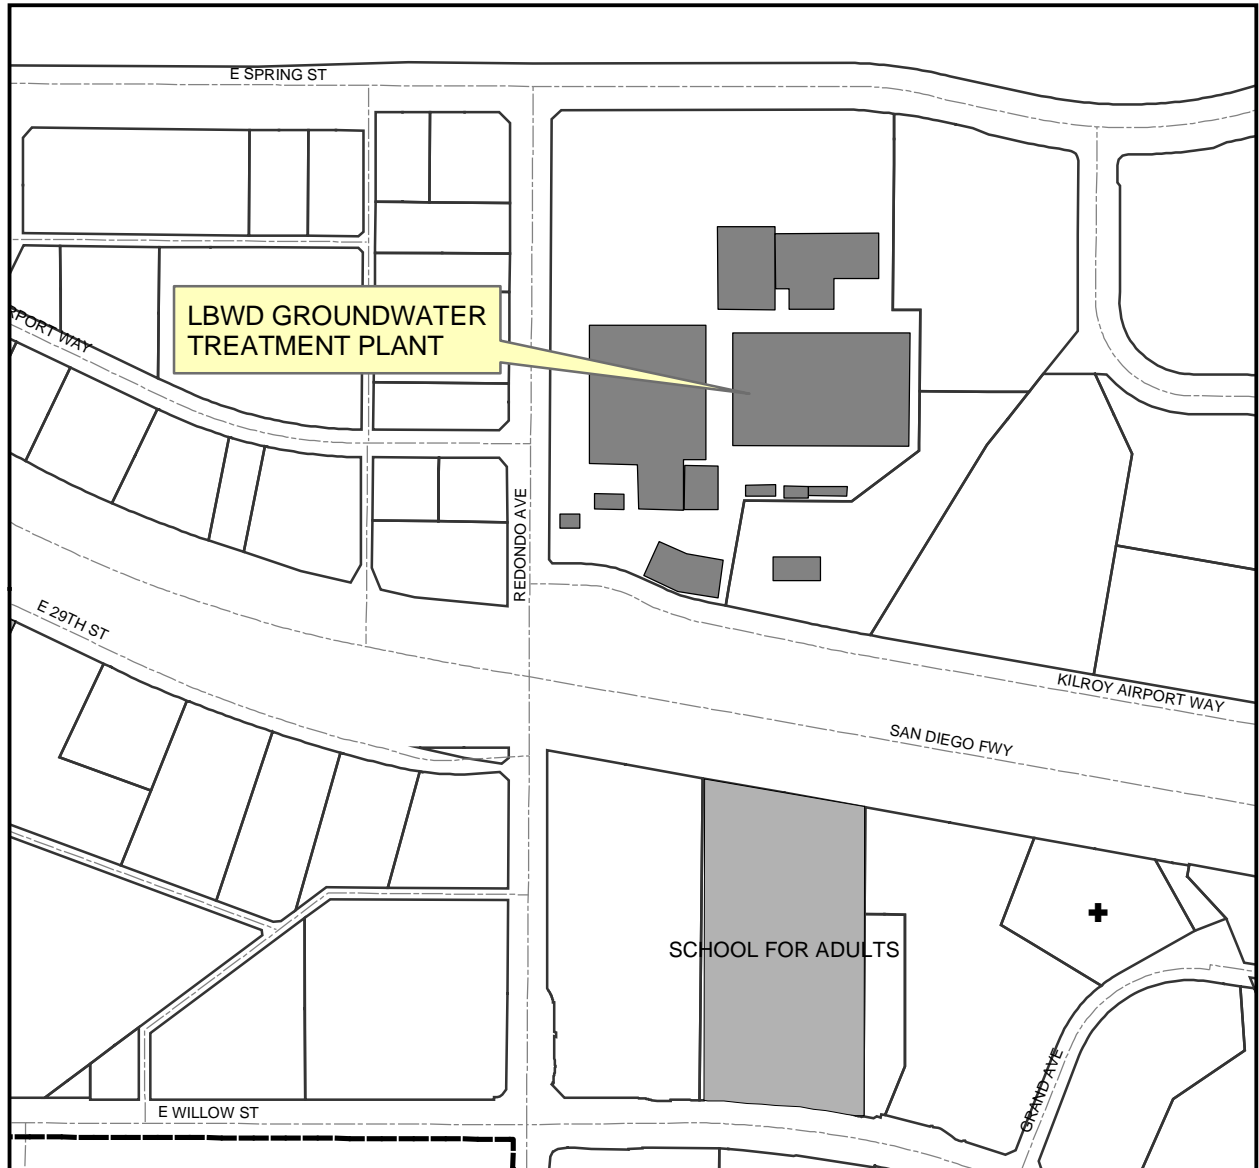 E SPRING ST
LBWD GROUNDWATER
TREATMENT PLANT
RPORT WAY
REDONDO AVE
E 29TH ST
KILROY AIRPORT WAY
SAN DIEGO FWY
SCHOOL FOR ADULTS
GRAND AVE
E WILLOW ST